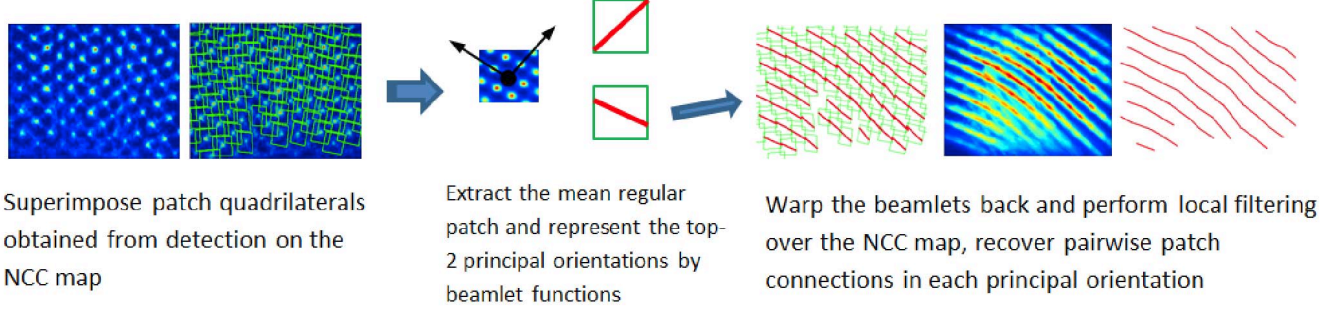 Superimpose patch quadrilaterals
obtained from detection on the
NCC map
Extract the mean regular
patch and represent the top-
2 principal orientations by
beamlet functions
Warp the beamlets back and perform local filtering
over the NCC map, recover pairwise patch
connections in each principal orientation